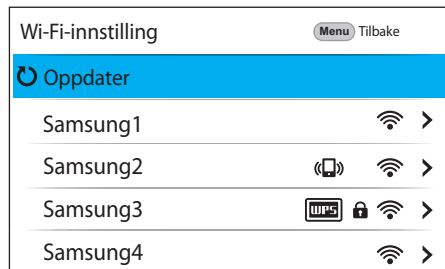 Wi-Fi-innstilling Menu Tilbake
Oppdater
Samsung1
Samsung2
Samsung3 WPS
Samsung4